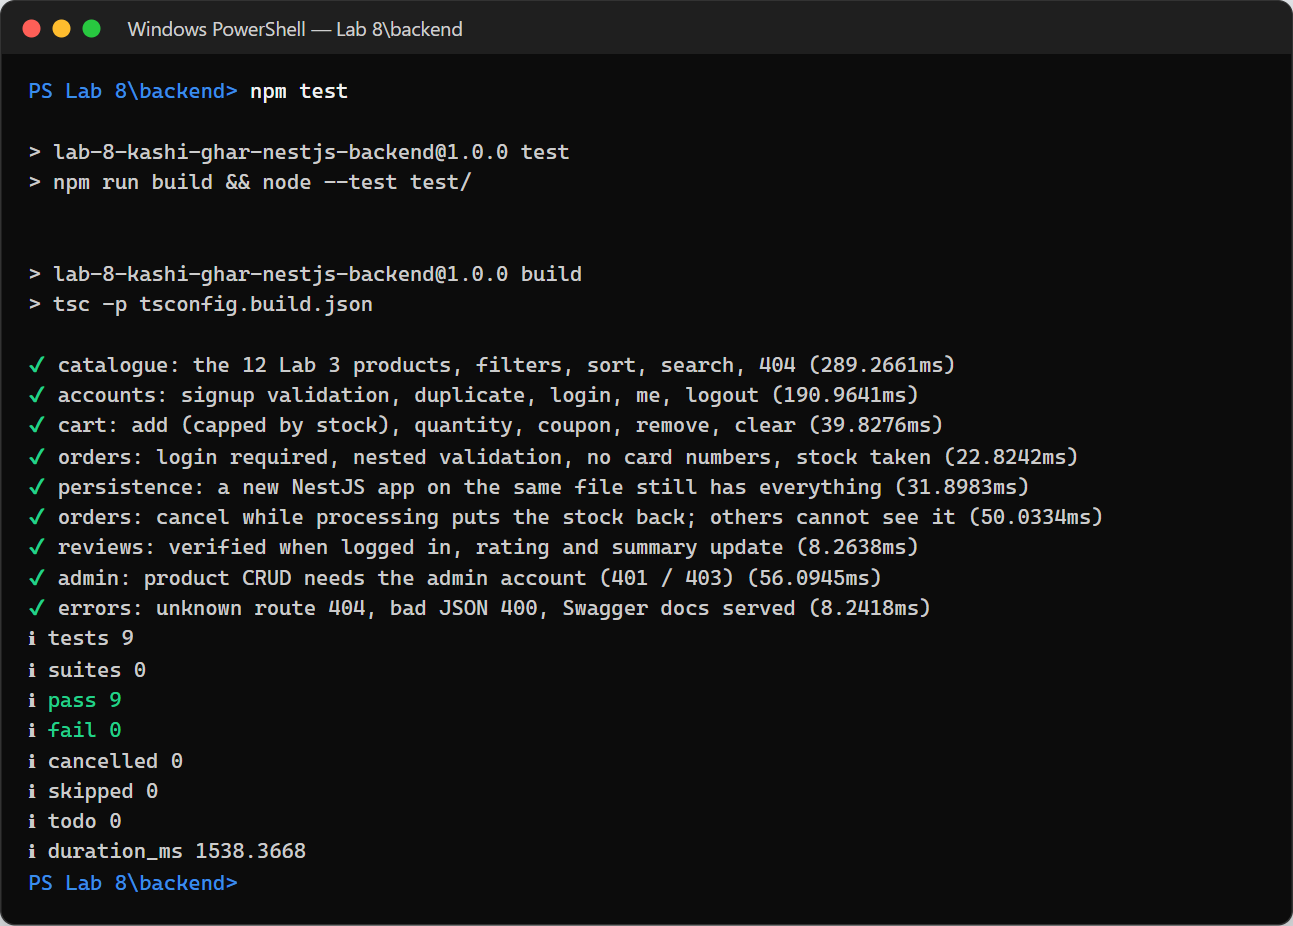 Windows PowerShell — Lab 8\backend
PS Lab 8\backend> npm test
> lab-8-kashi-ghar-nestjs-backend@1.0.0 test
> npm run build && node --test test/
> lab-8-kashi-ghar-nestjs-backend@1.0.0 build
> tsc -p tsconfig.build.json
✔ catalogue: the 12 Lab 3 products, filters, sort, search, 404 (289.2661ms)
✔ accounts: signup validation, duplicate, login, me, logout (190.9641ms)
✔ cart: add (capped by stock), quantity, coupon, remove, clear (39.8276ms)
✔ orders: login required, nested validation, no card numbers, stock taken (22.8242ms)
✔ persistence: a new NestJS app on the same file still has everything (31.8983ms)
✔ orders: cancel while processing puts the stock back; others cannot see it (50.0334ms)
✔ reviews: verified when logged in, rating and summary update (8.2638ms)
✔ admin: product CRUD needs the admin account (401 / 403) (56.0945ms)
✔ errors: unknown route 404, bad JSON 400, Swagger docs served (8.2418ms)
ℹ tests 9
ℹ suites 0
ℹ pass 9
ℹ fail 0
ℹ cancelled 0
ℹ skipped 0
ℹ todo 0
ℹ duration_ms 1538.3668
PS Lab 8\backend>